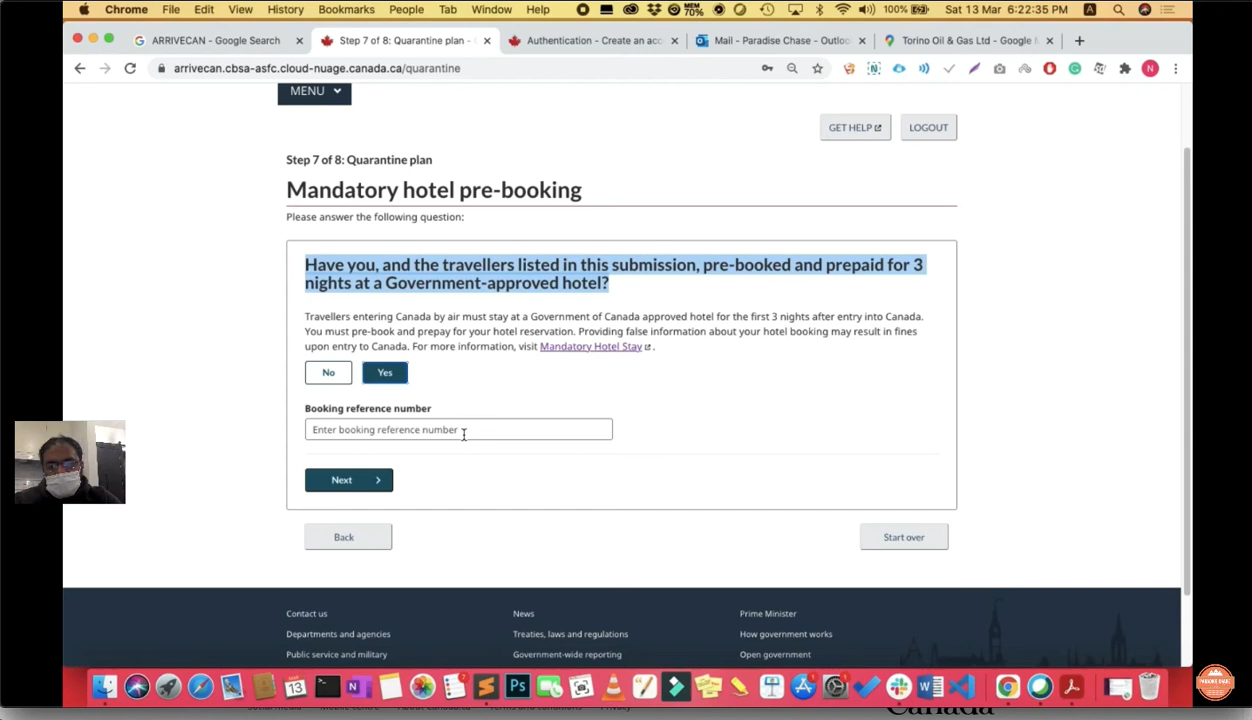 Chrome File Edit View History Bookmarks People Tab Window Help MEM 70% 100% Sat 13 Mar 6:22:35 PM A
ARRIVECAN - Google Search Step 7 of 8: Quarantine plan - Authentication - Create an acc Mail - Paradise Chase - Outloo Torino Oil & Gas Ltd - Google M
arrivecan.cbsa-asfc.cloud-nuage.canada.ca/quarantine N
MENU
GET HELP LOGOUT
Step 7 of 8: Quarantine plan
Mandatory hotel pre-booking
Please answer the following question:
Have you, and the travellers listed in this submission, pre-booked and prepaid for 3
nights at a Government-approved hotel?
Travellers entering Canada by air must stay at a Government of Canada approved hotel for the first 3 nights after entry into Canada.
You must pre-book and prepay for your hotel reservation. Providing false information about your hotel booking may result in fines
upon entry to Canada. For more information, visit Mandatory Hotel Stay .
No Yes
Booking reference number
Enter booking reference number
Next
Back Start over
Contact us News Prime Minister
Departments and agencies Treaties, laws and regulations How government works
Public service and military Government-wide reporting Open government